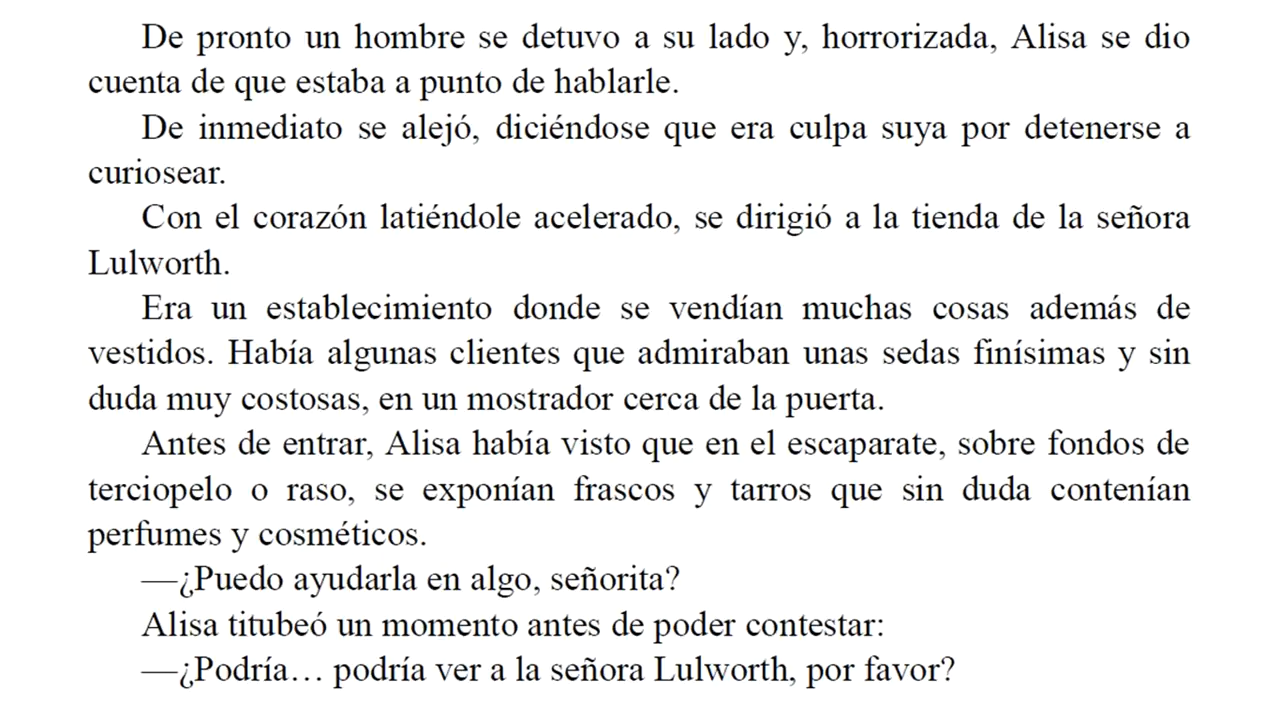 De pronto un hombre se detuvo a su lado y, horrorizada, Alisa se dio
cuenta de que estaba a punto de hablarle.
De inmediato se alejó, diciéndose que era culpa suya por detenerse a
curiosear.
Con el corazón latiéndole acelerado, se dirigió a la tienda de la señora
Lulworth.
Era un establecimiento donde se vendían muchas cosas además de
vestidos. Había algunas clientes que admiraban unas sedas finísimas y sin
duda muy costosas, en un mostrador cerca de la puerta.
Antes de entrar, Alisa había visto que en el escaparate, sobre fondos de
terciopelo o raso, se exponían frascos y tarros que sin duda contenían
perfumes y cosméticos.
—¿Puedo ayudarla en algo, señorita?
Alisa titubeó un momento antes de poder contestar:
—¿Podría… podría ver a la señora Lulworth, por favor?